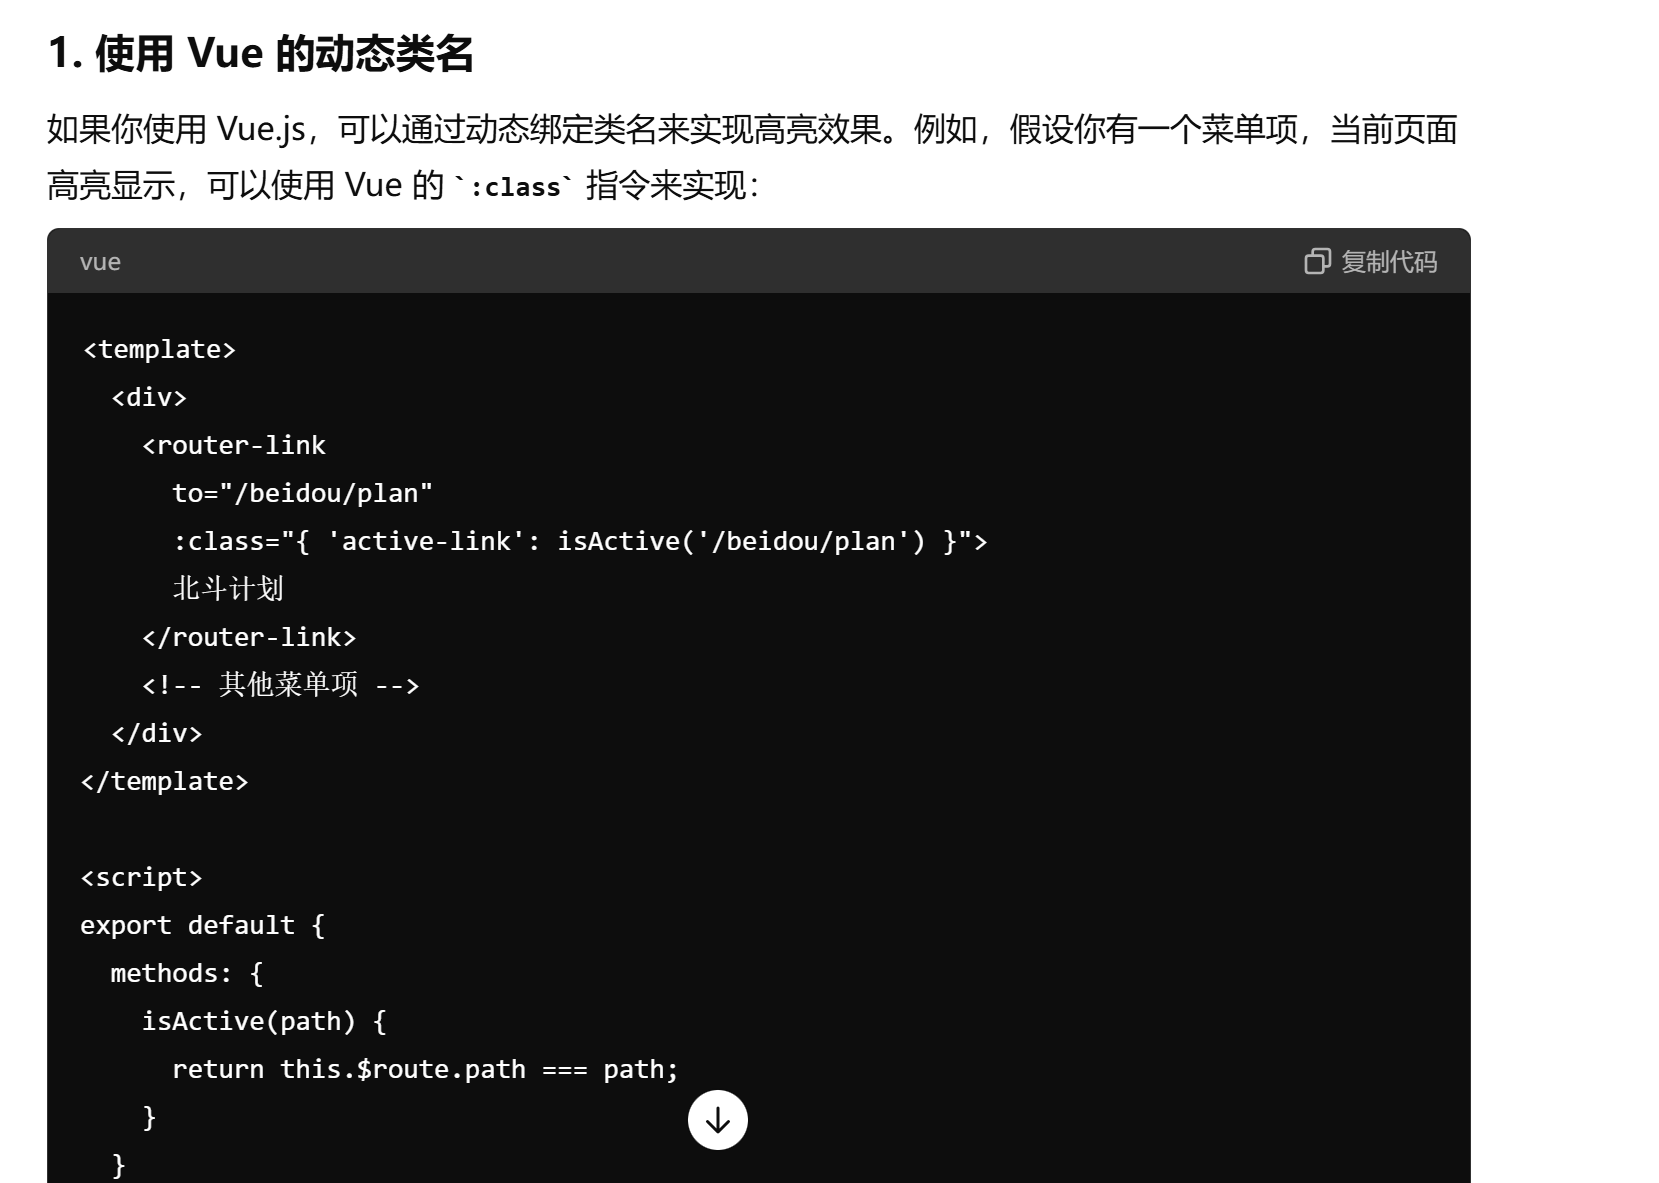 1. 使用 Vue 的动态类名
如果你使用 Vue.js，可以通过动态绑定类名来实现高亮效果。例如，假设你有一个菜单项，当前页面
高亮显示，可以使用 Vue 的 `:class` 指令来实现：
vue 复制代码
<template>
  <div>
    <router-link
      to="/beidou/plan"
      :class="{ 'active-link': isActive('/beidou/plan') }">
      北斗计划
    </router-link>
    <!-- 其他菜单项 -->
  </div>
</template>
<script>
export default {
  methods: {
    isActive(path) {
      return this.$route.path === path;
    }
  }